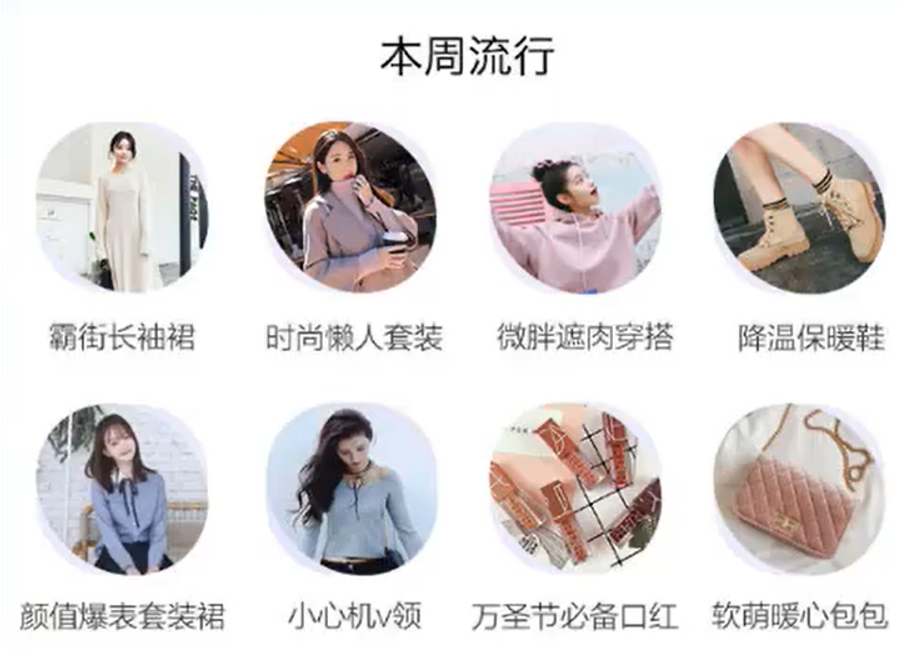 本周流行
霸街长袖裙
时尚懒人套装
微胖遮肉穿搭
降温保暖鞋
颜值爆表套装裙
小心机v领
万圣节必备口红
软萌暖心包包